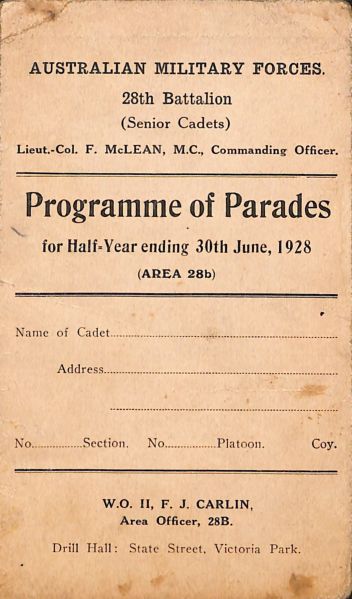 AUSTRALIAN MILITARY FORCES.
28th Battalion
(Senior Cadets)
Lieut.-Col. F. McLEAN, M.C., Commanding Officer.
Programme of Parades
for Half-Year ending 30th June, 1928
(AREA 28b)
Name of Cadet
Address
No. Section. No. Platoon. Coy.
W.O. II, F. J. CARLIN,
Area Officer, 28B.
Drill Hall: State Street, Victoria Park.